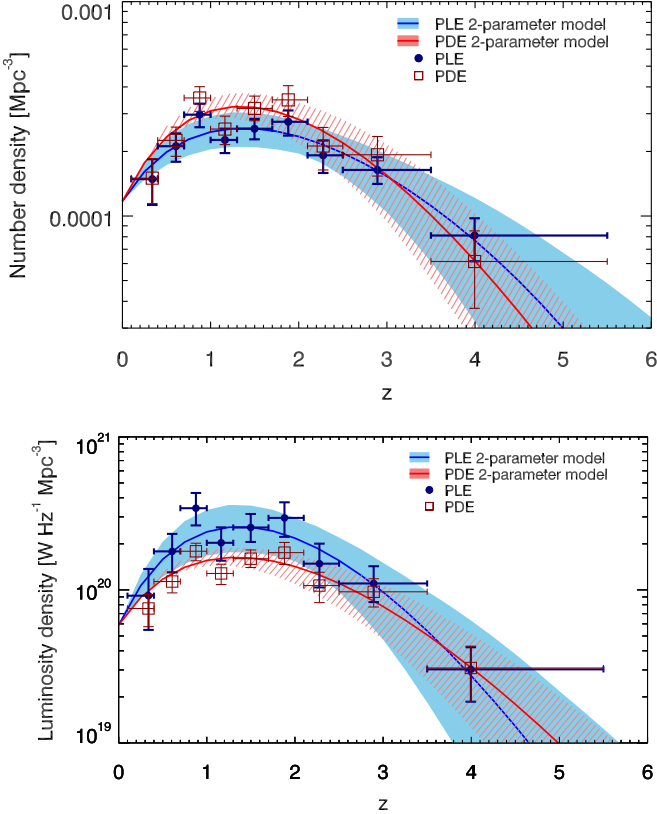 0.001
PLE 2-parameter model
PDE 2-parameter model
PLE
PDE
Number density [Mpc⁻³]
0.0001
0 1 2 3 4 5 6
z
10²¹
PLE 2-parameter model
PDE 2-parameter model
PLE
PDE
Luminosity density [W Hz⁻¹ Mpc⁻³]
10²⁰
10¹⁹
0 1 2 3 4 5 6
z